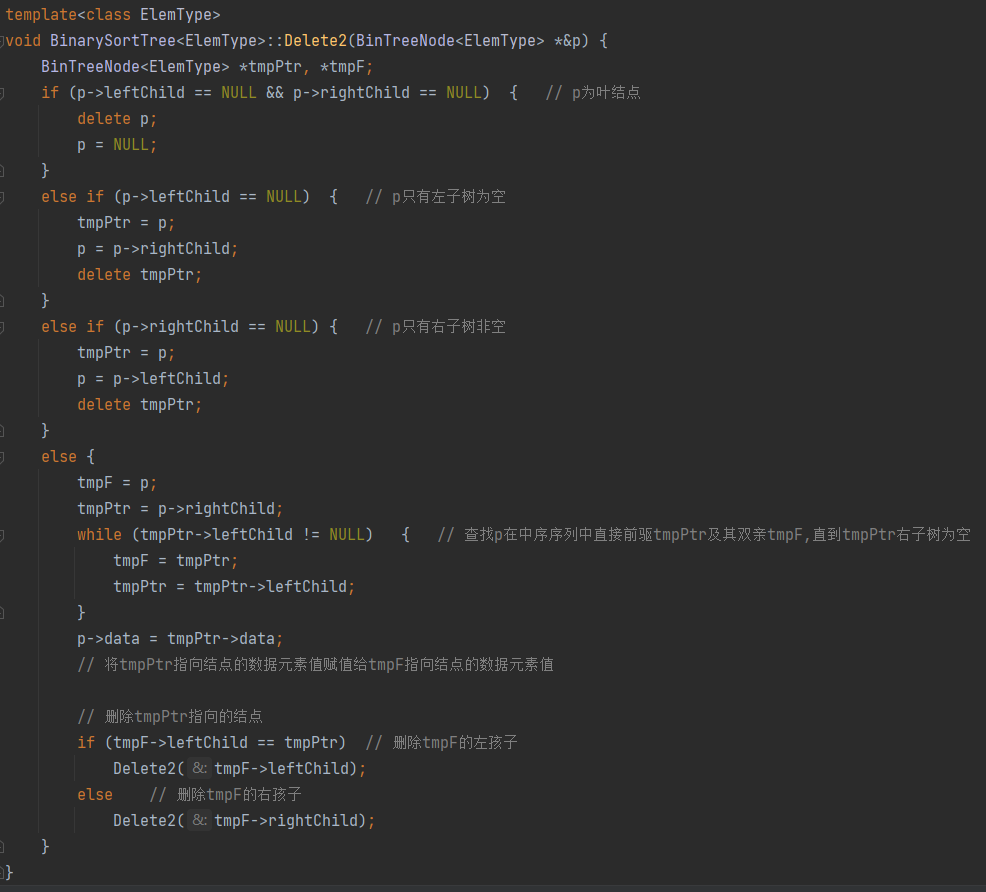 template<class ElemType>
void BinarySortTree<ElemType>::Delete2(BinTreeNode<ElemType> *&p) {
    BinTreeNode<ElemType> *tmpPtr, *tmpF;
    if (p->leftChild == NULL && p->rightChild == NULL)  {   // p为叶结点
        delete p;
        p = NULL;
    }
    else if (p->leftChild == NULL)  {   // p只有左子树为空
        tmpPtr = p;
        p = p->rightChild;
        delete tmpPtr;
    }
    else if (p->rightChild == NULL) {   // p只有右子树非空
        tmpPtr = p;
        p = p->leftChild;
        delete tmpPtr;
    }
    else {
        tmpF = p;
        tmpPtr = p->rightChild;
        while (tmpPtr->leftChild != NULL)   {   // 查找p在中序序列中直接前驱tmpPtr及其双亲tmpF,直到tmpPtr右子树为空
            tmpF = tmpPtr;
            tmpPtr = tmpPtr->leftChild;
        }
        p->data = tmpPtr->data;
        // 将tmpPtr指向结点的数据元素值赋值给tmpF指向结点的数据元素值
        // 删除tmpPtr指向的结点
        if (tmpF->leftChild == tmpPtr)  // 删除tmpF的左孩子
            Delete2( &: tmpF->leftChild);
        else    // 删除tmpF的右孩子
            Delete2( &: tmpF->rightChild);
    }
}